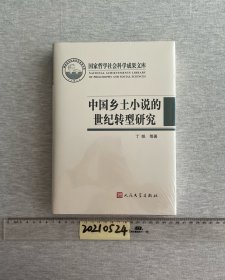 国家哲学社会科学成果文库
NATIONAL ACHIEVEMENTS LIBRARY
OF PHILOSOPHY AND SOCIAL SCIENCES
中国乡土小说的
世纪转型研究
丁帆 等著
人民文学出版社
20210524